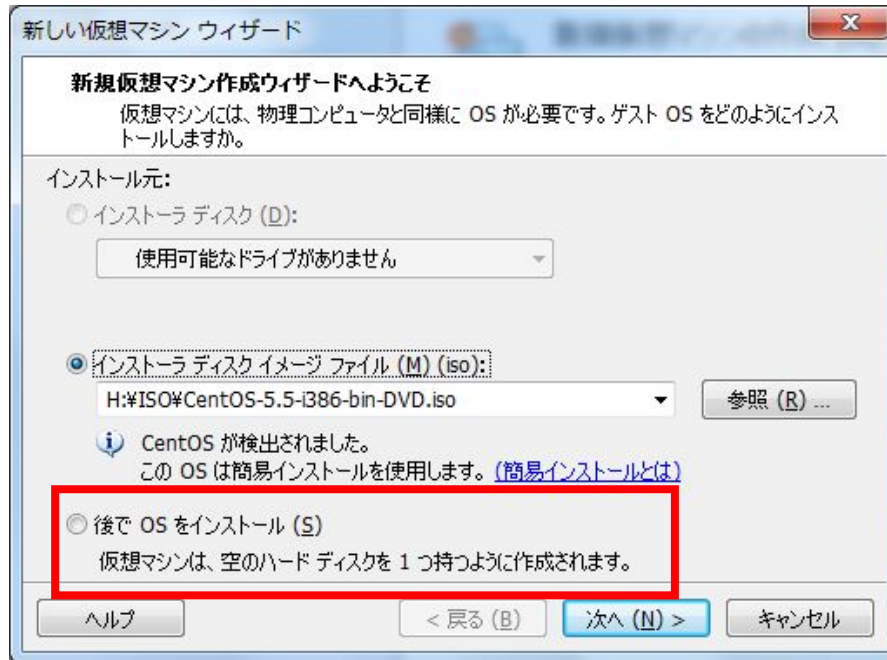 新しい仮想マシン ウィザード
新規仮想マシン作成ウィザードへようこそ
仮想マシンには、物理コンピュータと同様に OS が必要です。ゲスト OS をどのようにインス
トールしますか。
インストール元:
インストーラ ディスク (D):
使用可能なドライブがありません
インストーラ ディスク イメージ ファイル (M) (iso):
H:¥ISO¥CentOS-5.5-i386-bin-DVD.iso
参照 (R) ...
CentOS が検出されました。
この OS は簡易インストールを使用します。 (簡易インストールとは)
後で OS をインストール (S)
仮想マシンは、空のハード ディスクを 1 つ持つように作成されます。
ヘルプ
< 戻る (B)
次へ (N) >
キャンセル